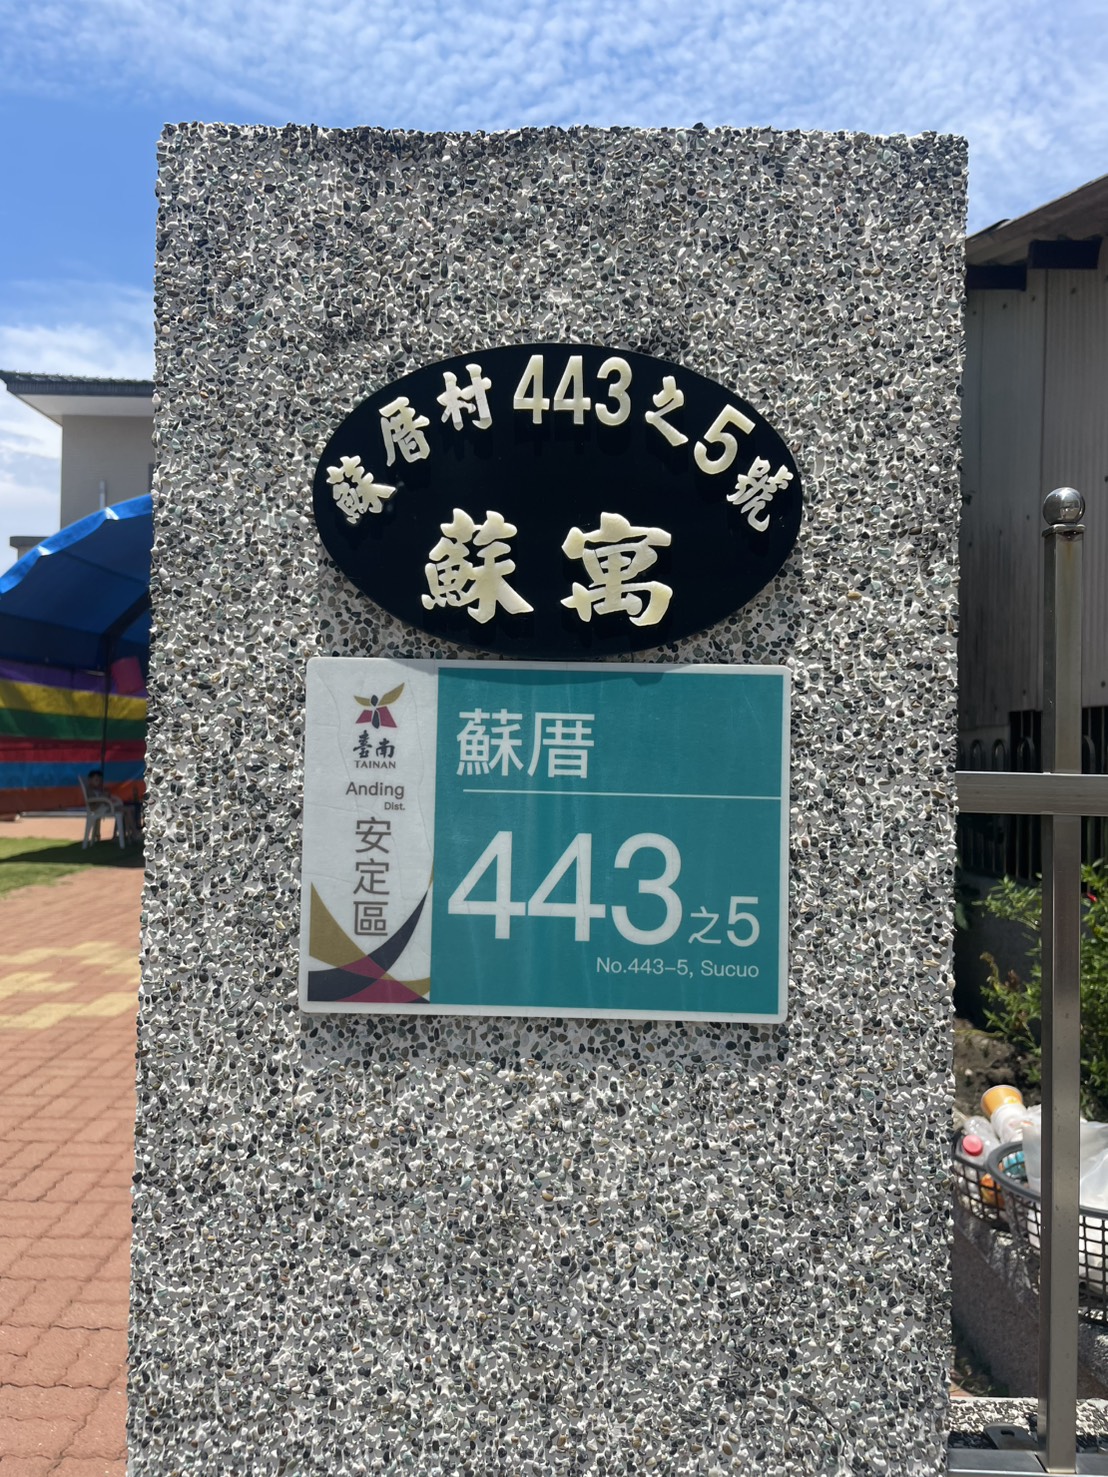 蘇厝村443之5號
蘇寓
臺南
TAINAN
Anding
Dist.
安定區
蘇厝
443之5
No.443-5, Sucuo